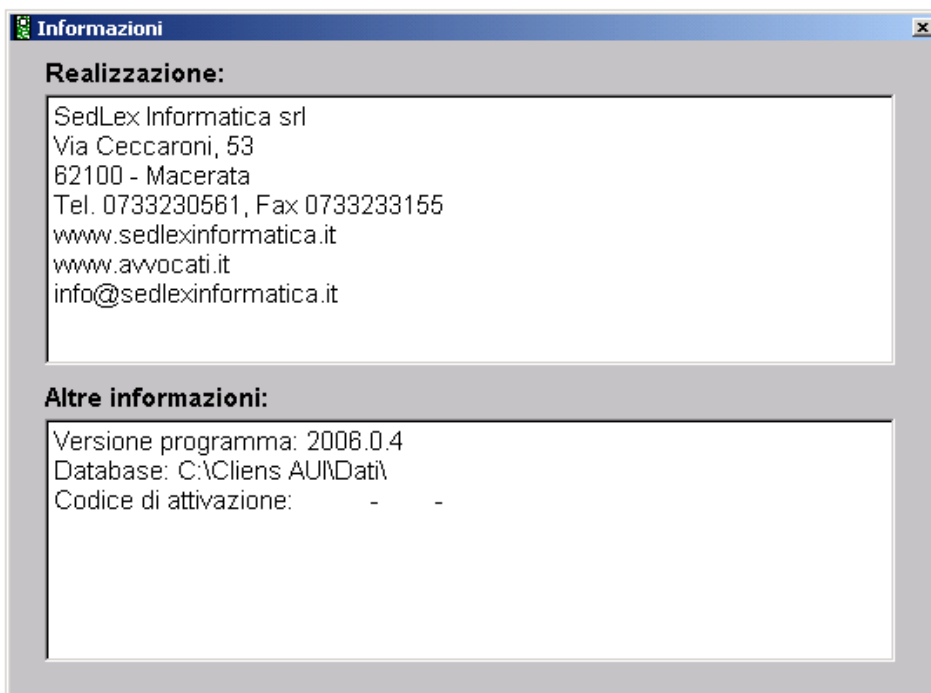 Informazioni
Realizzazione:
SedLex Informatica srl
Via Ceccaroni, 53
62100 - Macerata
Tel. 0733230561, Fax 0733233155
www.sedlexinformatica.it
www.avvocati.it
info@sedlexinformatica.it
Altre informazioni:
Versione programma: 2006.0.4
Database: C:\Cliens AUI\Dati\
Codice di attivazione: - -